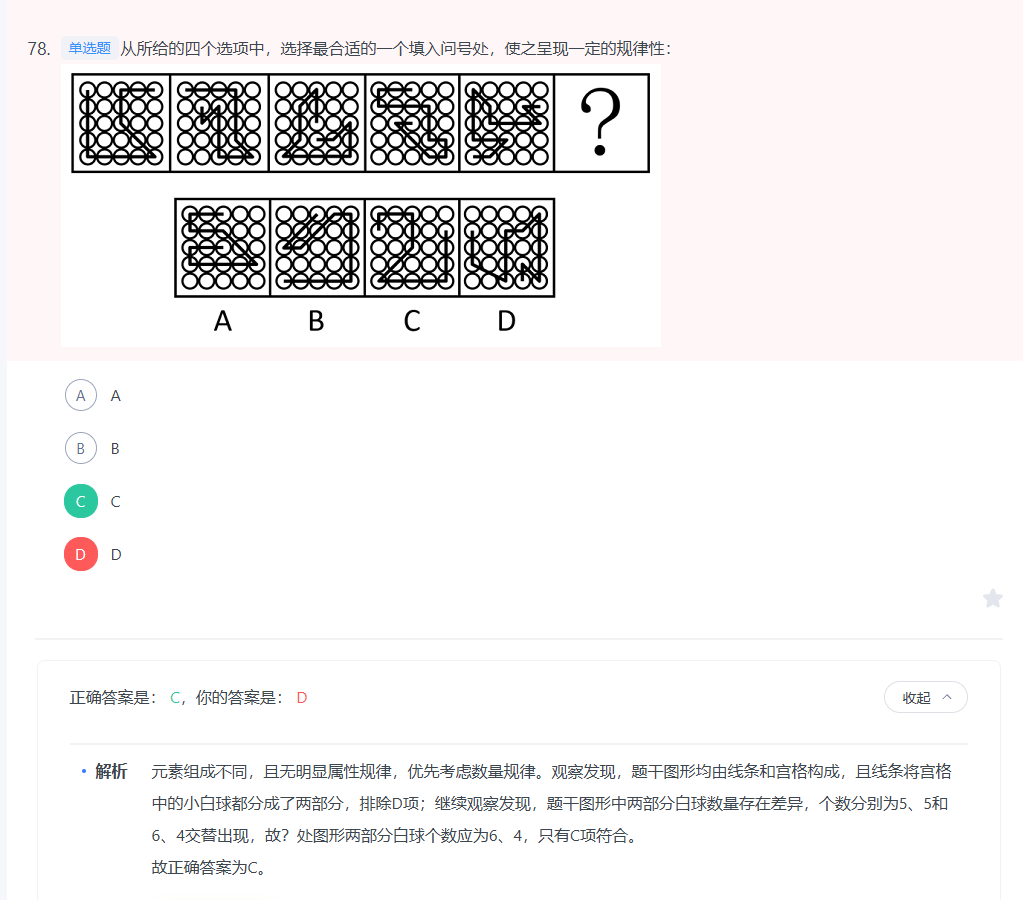 78. 单选题 从所给的四个选项中，选择最合适的一个填入问号处，使之呈现一定的规律性：
?
A B C D
A A
B B
C C
D D
正确答案是： C，你的答案是： D
收起
解析 元素组成不同，且无明显属性规律，优先考虑数量规律。观察发现，题干图形均由线条和宫格构成，且线条将宫格
中的小白球都分成了两部分，排除D项；继续观察发现，题干图形中两部分白球数量存在差异，个数分别为5、5和
6、4交替出现，故？处图形两部分白球个数应为6、4，只有C项符合。
故正确答案为C。